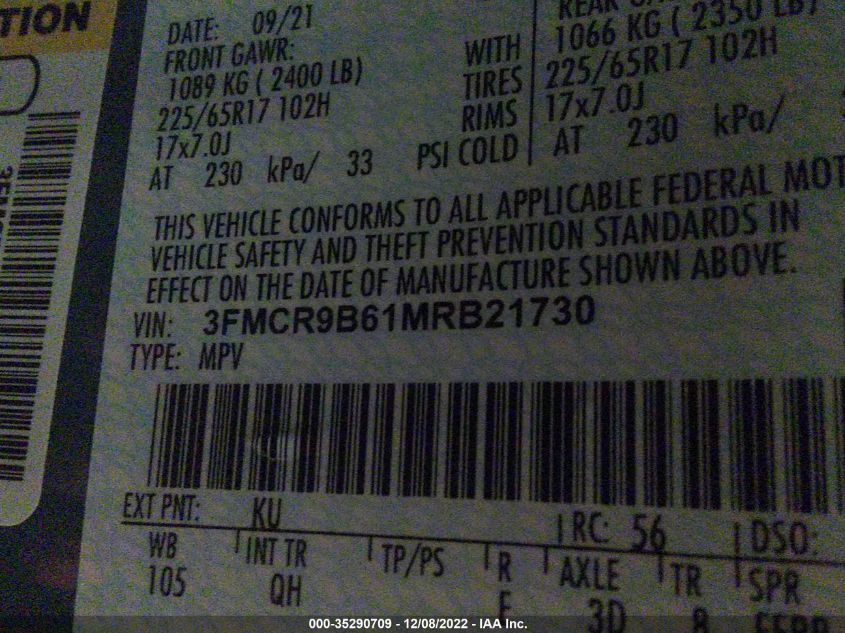 TION
DATE: 09/21
FRONT GAWR:
1089 KG ( 2400 LB)
225/65R17 102H
17x7.0J
AT 230 kPa/ 33 PSI COLD
WITH
TIRES
RIMS
REAR
1066 KG ( 2350 LB)
225/65R17 102H
17x7.0J
AT 230 kPa/
THIS VEHICLE CONFORMS TO ALL APPLICABLE FEDERAL MOT
VEHICLE SAFETY AND THEFT PREVENTION STANDARDS IN
EFFECT ON THE DATE OF MANUFACTURE SHOWN ABOVE.
VIN: 3FMCR9B61MRB21730
TYPE: MPV
EXT PNT: KU RC: 56 DSO:
WB INT TR TP/PS R AXLE TR SPR
105 QH F 3D 8
000-35290709 - 12/08/2022 - IAA Inc.